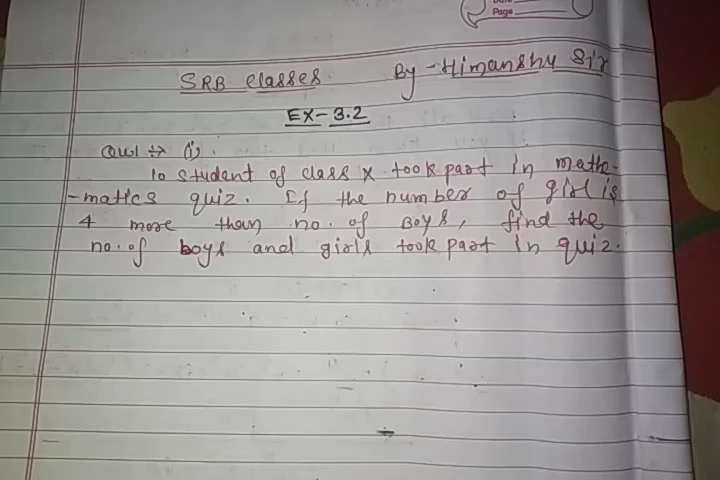 Date
Page
SRB Classes. By - Himanshu Sir
EX - 3.2
Qus1 → (i).
10 student of class X took part in mathe-
-matics quiz. If the number of girl is
4 more than no. of Boys, find the
no. of boys and girls took part in quiz.